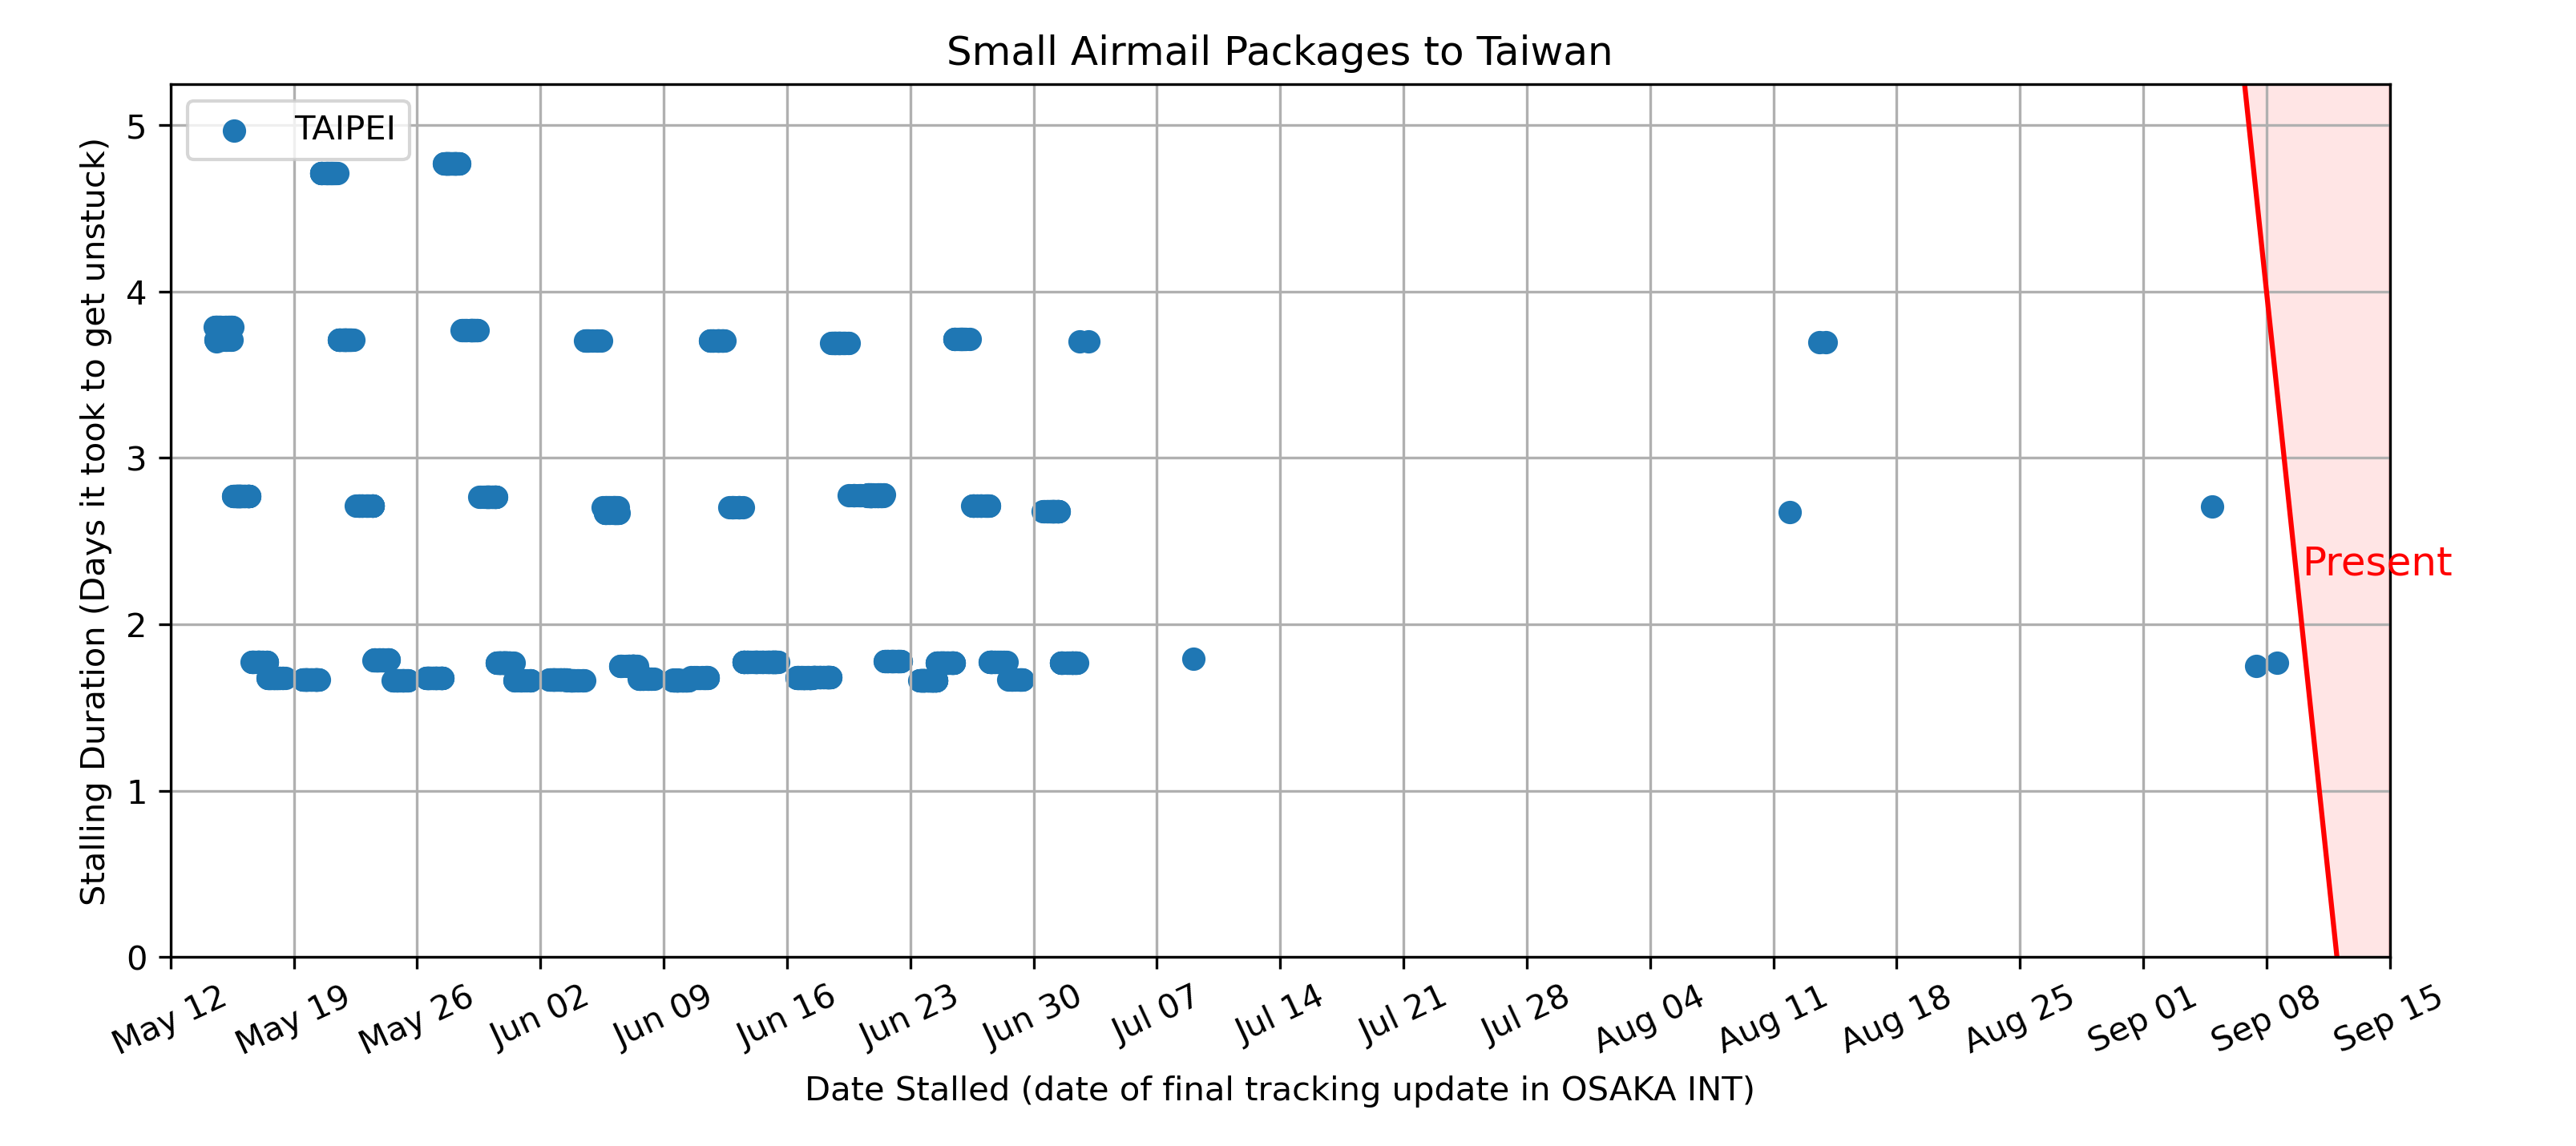 Small Airmail Packages to Taiwan
TAIPEI
Stalling Duration (Days it took to get unstuck)
5
4
3
2
1
0
Present
May 12
May 19
May 26
Jun 02
Jun 09
Jun 16
Jun 23
Jun 30
Jul 07
Jul 14
Jul 21
Jul 28
Aug 04
Aug 11
Aug 18
Aug 25
Sep 01
Sep 08
Sep 15
Date Stalled (date of final tracking update in OSAKA INT)